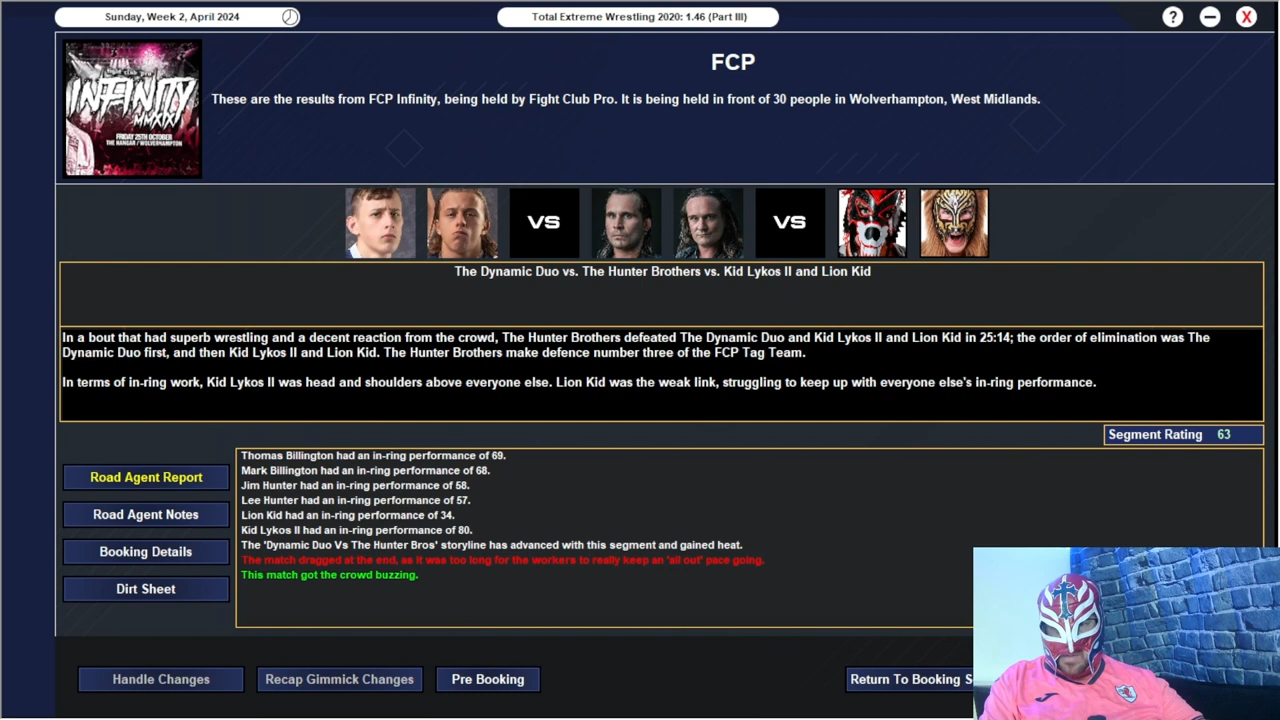 Sunday, Week 2, April 2024
Total Extreme Wrestling 2020: 1.46 (Part III)
?
X
FCP
fight club pro
INFINITY
MMXIX
FRIDAY 25TH OCTOBER
THE HANGAR / WOLVERHAMPTON
These are the results from FCP Infinity, being held by Fight Club Pro. It is being held in front of 30 people in Wolverhampton, West Midlands.
VS
VS
The Dynamic Duo vs. The Hunter Brothers vs. Kid Lykos II and Lion Kid
In a bout that had superb wrestling and a decent reaction from the crowd, The Hunter Brothers defeated The Dynamic Duo and Kid Lykos II and Lion Kid in 25:14; the order of elimination was The
Dynamic Duo first, and then Kid Lykos II and Lion Kid. The Hunter Brothers make defence number three of the FCP Tag Team.
In terms of in-ring work, Kid Lykos II was head and shoulders above everyone else. Lion Kid was the weak link, struggling to keep up with everyone else's in-ring performance.
Segment Rating 63
Road Agent Report
Road Agent Notes
Booking Details
Dirt Sheet
Thomas Billington had an in-ring performance of 69.
Mark Billington had an in-ring performance of 68.
Jim Hunter had an in-ring performance of 58.
Lee Hunter had an in-ring performance of 57.
Lion Kid had an in-ring performance of 34.
Kid Lykos II had an in-ring performance of 80.
The 'Dynamic Duo Vs The Hunter Bros' storyline has advanced with this segment and gained heat.
The match dragged at the end, as it was too long for the workers to really keep an 'all out' pace going.
This match got the crowd buzzing.
Handle Changes
Recap Gimmick Changes
Pre Booking
Return To Booking S